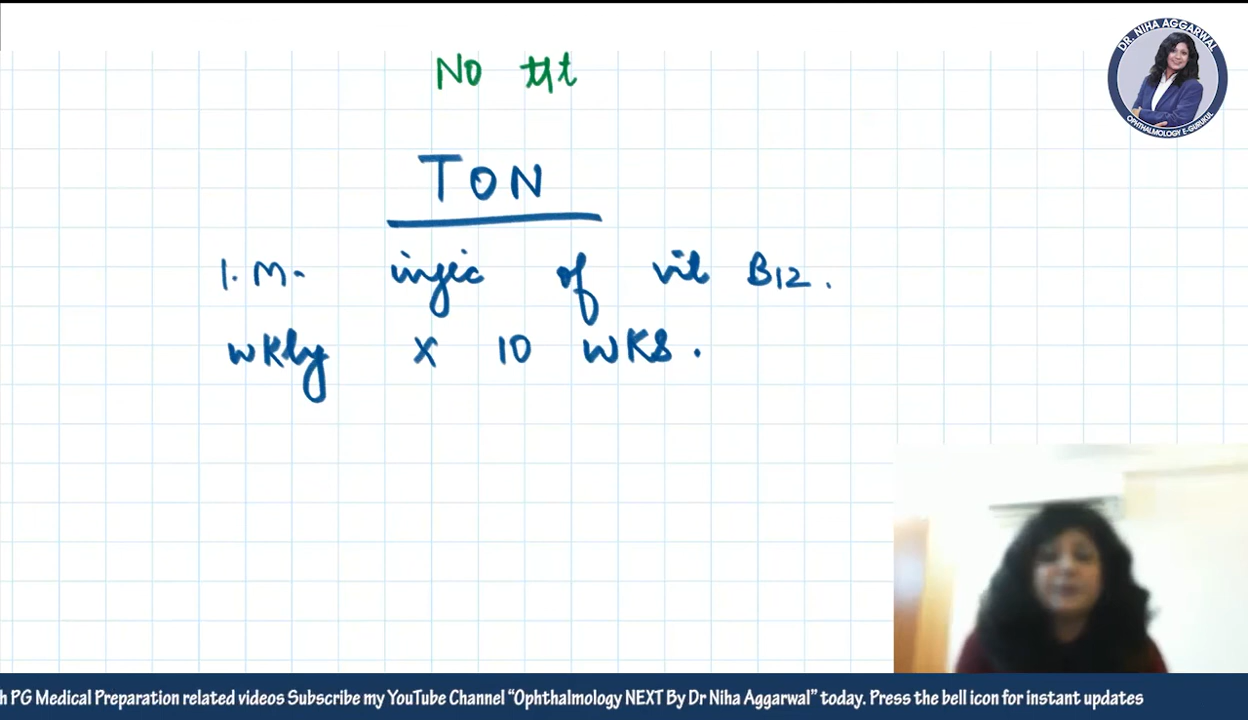 DR. NIHA AGGARWAL
OPHTHALMOLOGY E-GURUKUL
NO ttt
TON
I.M. injec of vit B12.
wkly x 10 WKS.
h PG Medical Preparation related videos Subscribe my YouTube Channel “Ophthalmology NEXT By Dr Niha Aggarwal” today. Press the bell icon for instant updates